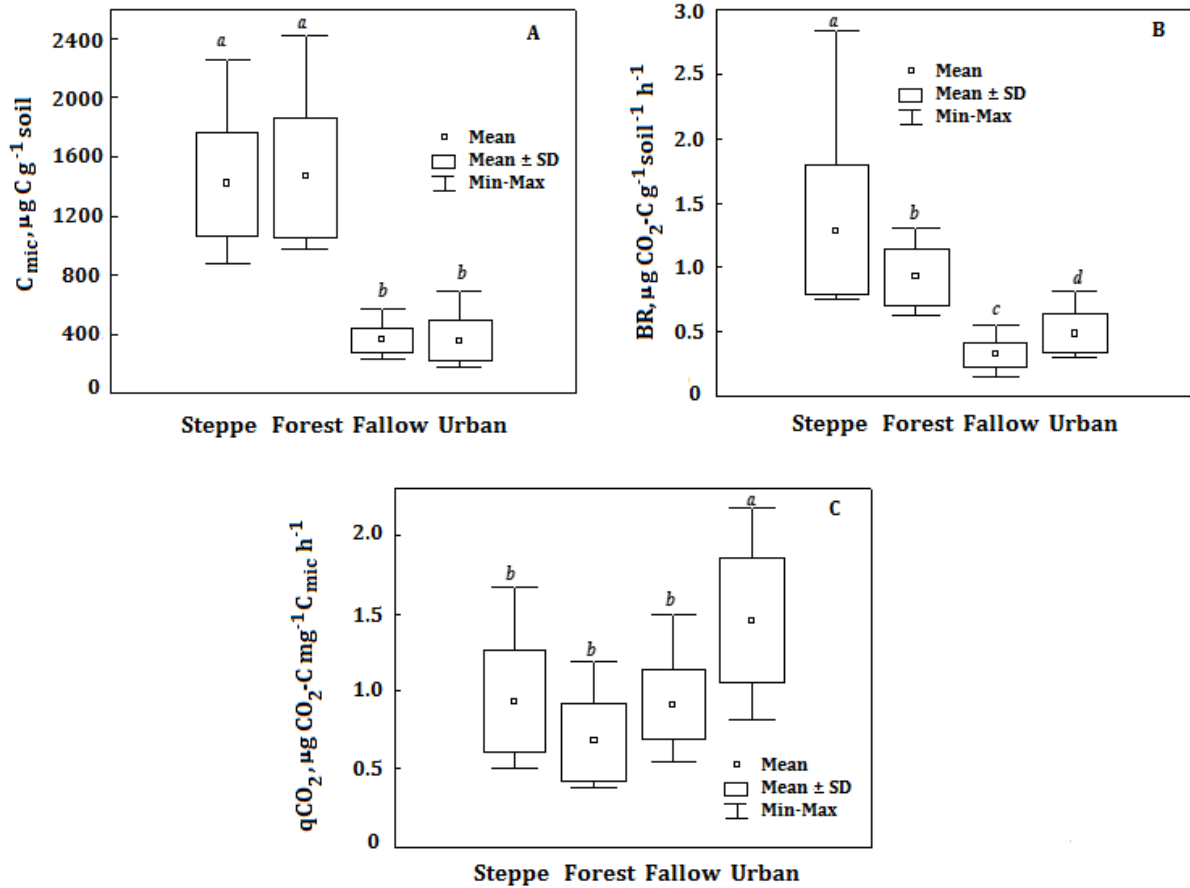 A
a
a
2400
2000
1600
1200
800
400
0
C mic, µg C g⁻¹ soil
Mean
Mean ± SD
Min-Max
b
b
Steppe Forest Fallow Urban
B
a
3.0
2.5
2.0
1.5
1.0
0.5
0
BR, µg CO₂-C g⁻¹ soil⁻¹ h⁻¹
Mean
Mean ± SD
Min-Max
b
c
d
Steppe Forest Fallow Urban
C
a
2.0
1.5
1.0
0.5
0
qCO₂, µg CO₂-C mg⁻¹ C mic h⁻¹
b
b
b
Mean
Mean ± SD
Min-Max
Steppe Forest Fallow Urban